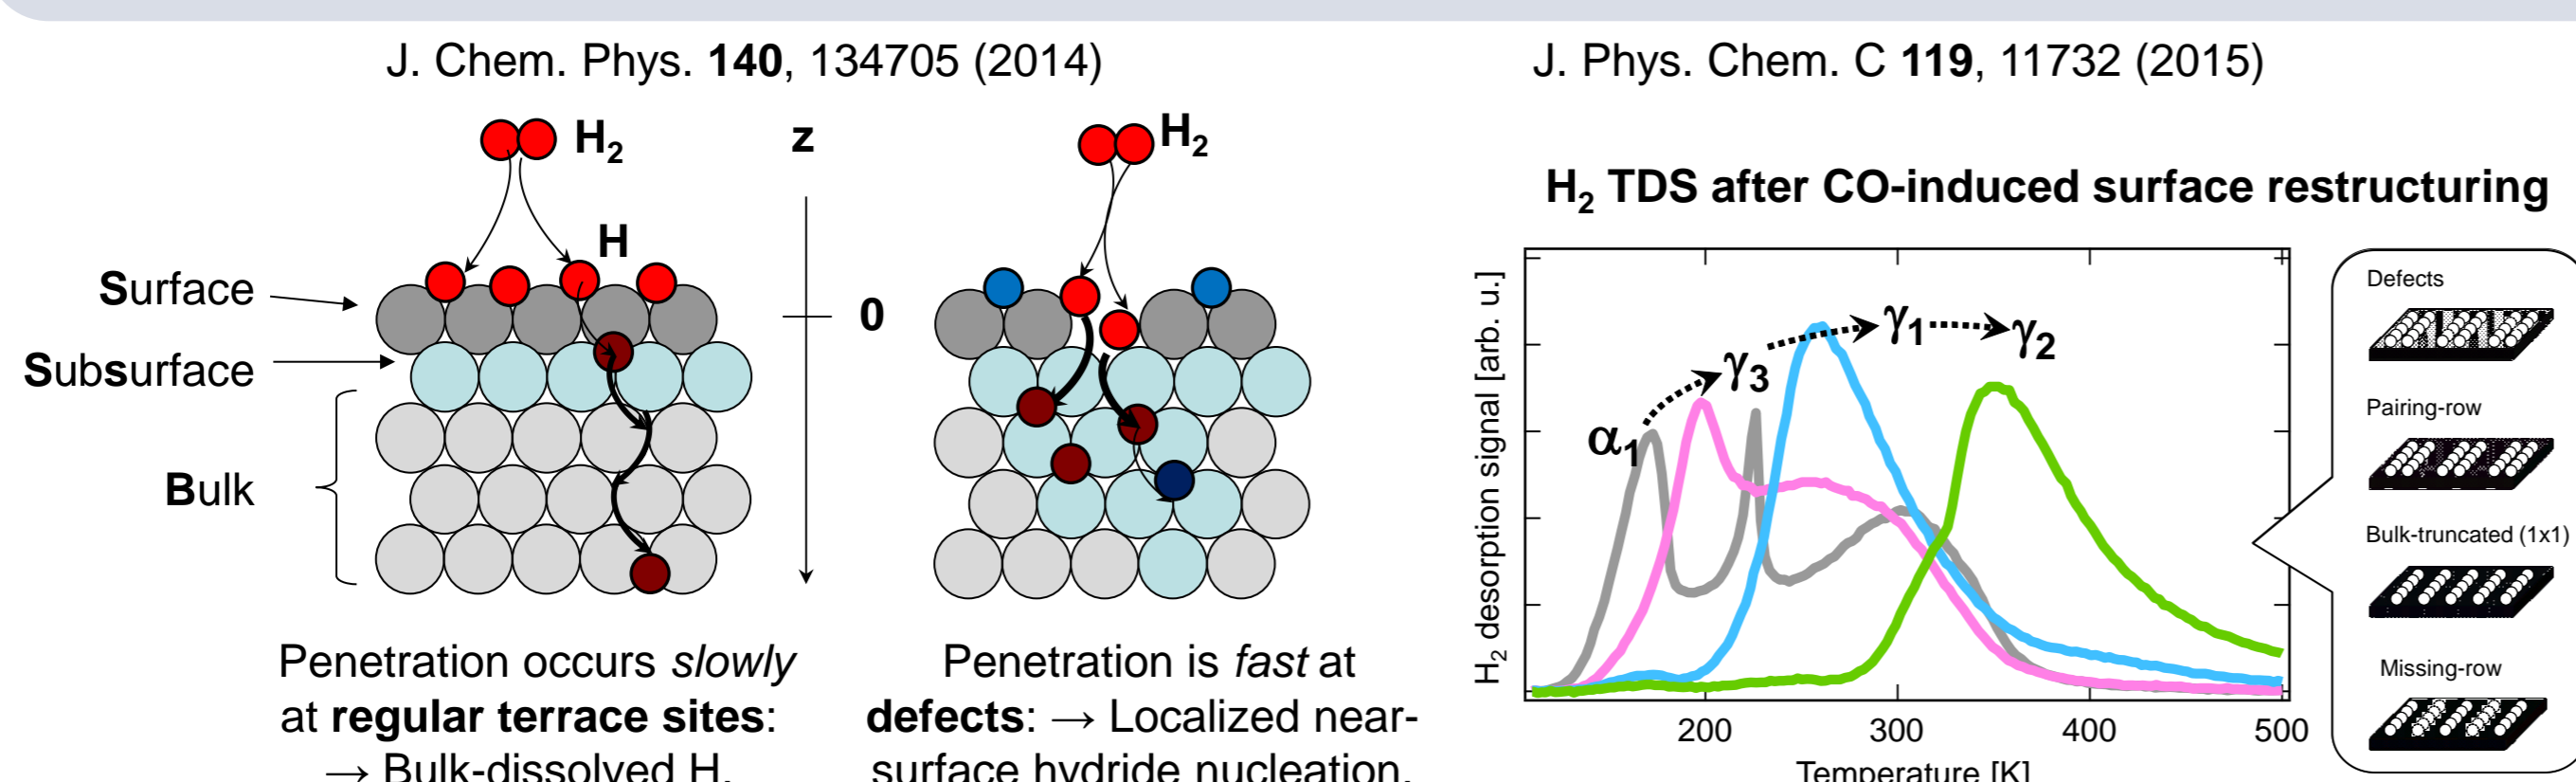 J. Chem. Phys. 140, 134705 (2014)
H2
H
z
0
Surface
Subsurface
Bulk
H2
Penetration occurs slowly
at regular terrace sites:
→ Bulk-dissolved H.
Penetration is fast at
defects: → Localized near-
surface hydride nucleation.
J. Phys. Chem. C 119, 11732 (2015)
H2 TDS after CO-induced surface restructuring
H2 desorption signal [arb. u.]
α1
γ3
γ1
γ2
200 300 400 500
Temperature [K]
Defects
Pairing-row
Bulk-truncated (1x1)
Missing-row